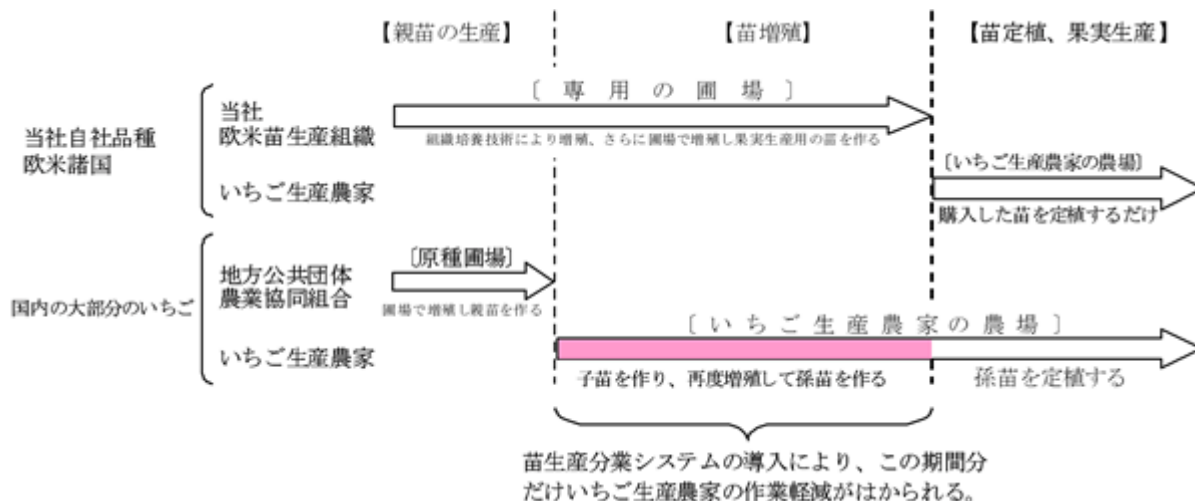 【親苗の生産】
【苗増殖】
【苗定植、果実生産】
〔専用の圃場〕
当社
欧米苗生産組織
組織培養技術により増殖、さらに圃場で増殖し果実生産用の苗を作る
当社自社品種
欧米諸国
いちご生産農家
〔いちご生産農家の農場〕
購入した苗を定植するだけ
〔原種圃場〕
地方公共団体
農業協同組合
圃場で増殖し親苗を作る
国内の大部分のいちご
〔いちご生産農家の農場〕
いちご生産農家
子苗を作り、再度増殖して孫苗を作る
孫苗を定植する
苗生産分業システムの導入により、この期間分
だけいちご生産農家の作業軽減がはかられる。